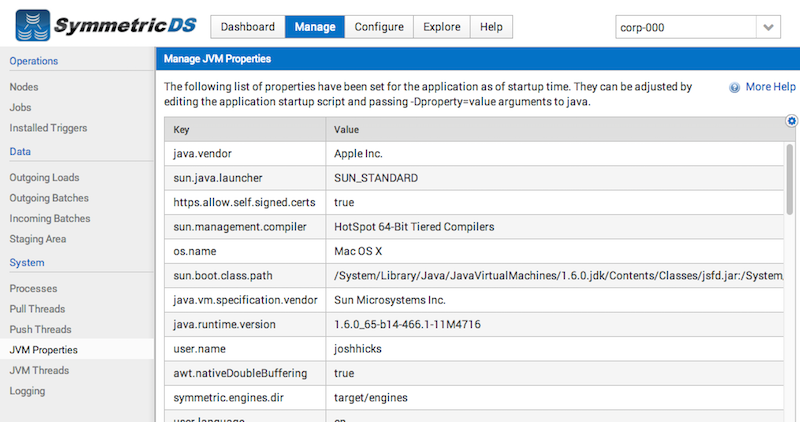 SymmetricDS
Dashboard Manage Configure Explore Help
corp-000
Operations
Nodes
Jobs
Installed Triggers
Data
Outgoing Loads
Outgoing Batches
Incoming Batches
Staging Area
System
Processes
Pull Threads
Push Threads
JVM Properties
JVM Threads
Logging
Manage JVM Properties
The following list of properties have been set for the application as of startup time. They can be adjusted by
editing the application startup script and passing -Dproperty=value arguments to java.
More Help
Key Value
java.vendor Apple Inc.
sun.java.launcher SUN_STANDARD
https.allow.self.signed.certs true
sun.management.compiler HotSpot 64-Bit Tiered Compilers
os.name Mac OS X
sun.boot.class.path /System/Library/Java/JavaVirtualMachines/1.6.0.jdk/Contents/Classes/jsfd.jar:/System/
java.vm.specification.vendor Sun Microsystems Inc.
java.runtime.version 1.6.0_65-b14-466.1-11M4716
user.name joshhicks
awt.nativeDoubleBuffering true
symmetric.engines.dir target/engines
user.language en